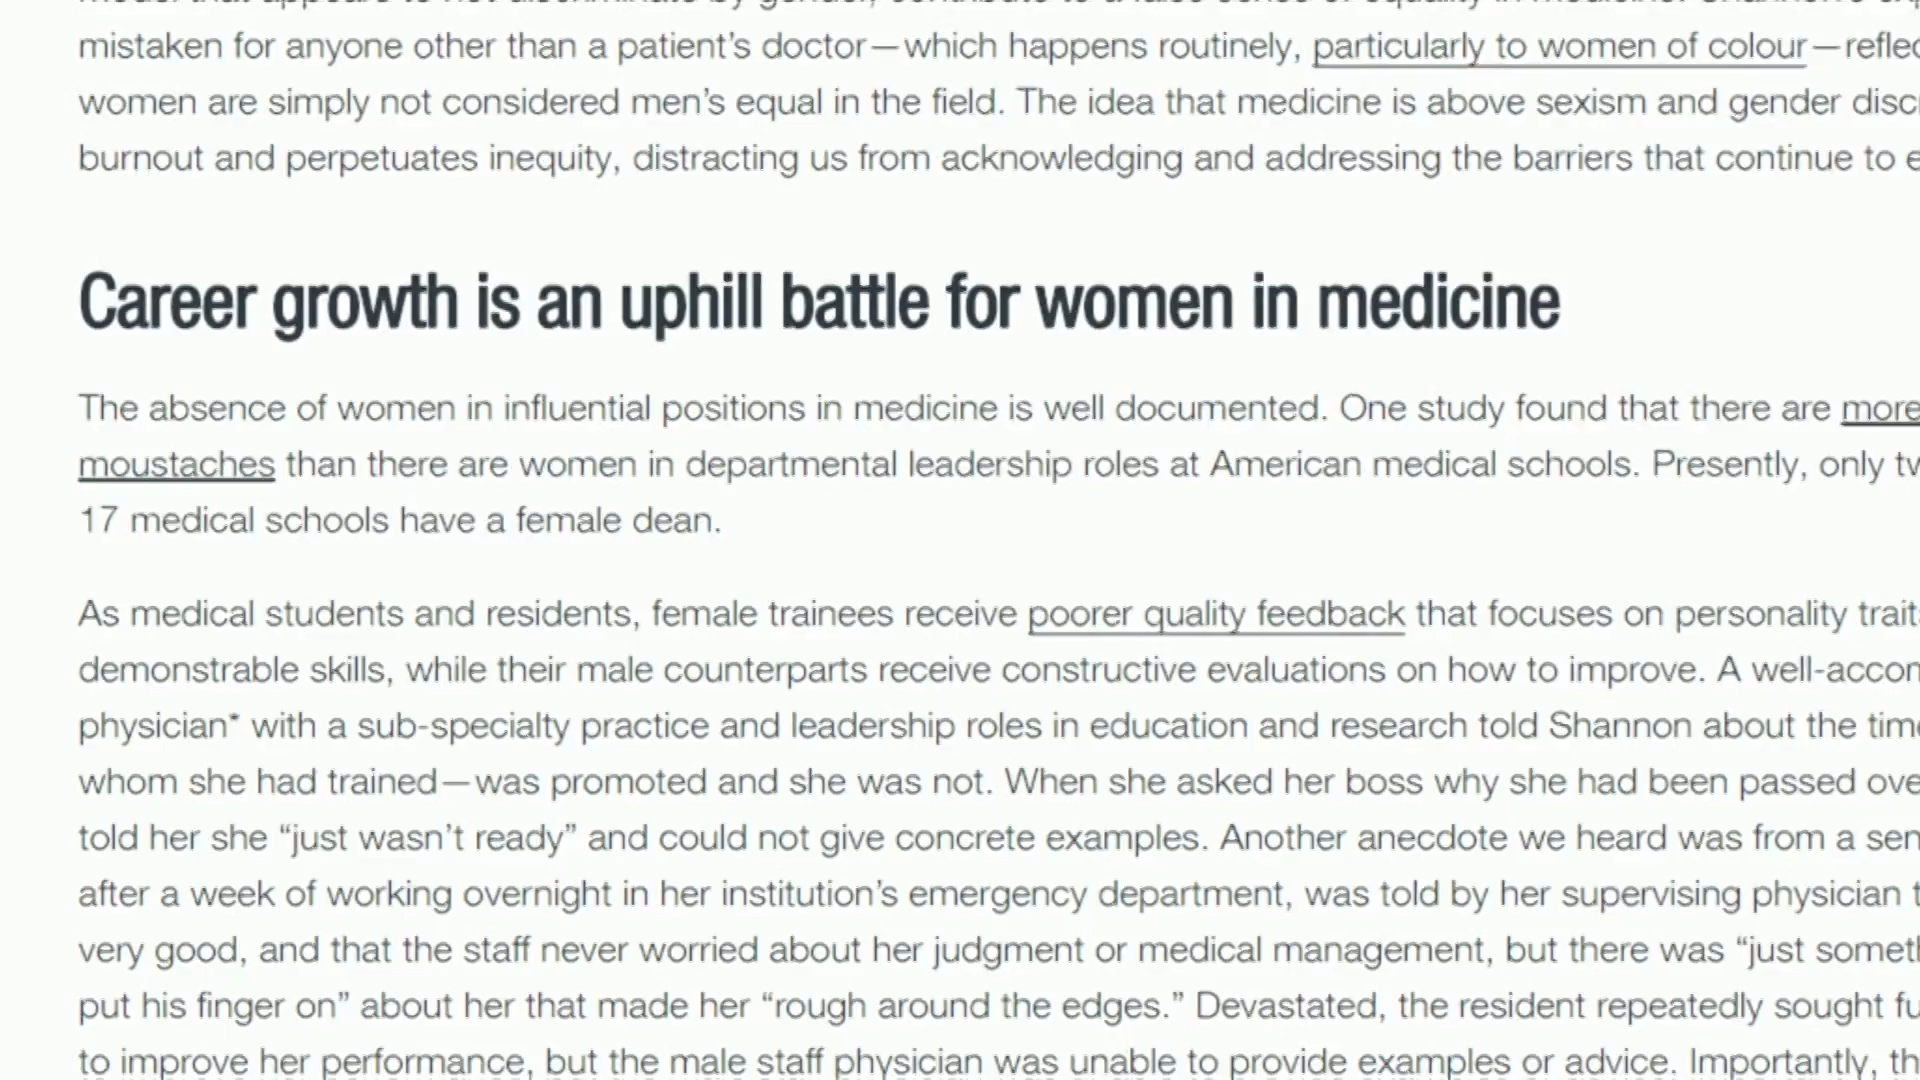 mistaken for anyone other than a patient’s doctor—which happens routinely, particularly to women of colour—
women are simply not considered men’s equal in the field. The idea that medicine is above sexism and gender
burnout and perpetuates inequity, distracting us from acknowledging and addressing the barriers that continue to
Career growth is an uphill battle for women in medicine
The absence of women in influential positions in medicine is well documented. One study found that there are more
moustaches than there are women in departmental leadership roles at American medical schools. Presently, only
17 medical schools have a female dean.
As medical students and residents, female trainees receive poorer quality feedback that focuses on personality
demonstrable skills, while their male counterparts receive constructive evaluations on how to improve. A
physician* with a sub-specialty practice and leadership roles in education and research told Shannon about the
whom she had trained—was promoted and she was not. When she asked her boss why she had been passed
told her she “just wasn’t ready” and could not give concrete examples. Another anecdote we heard was from a
after a week of working overnight in her institution’s emergency department, was told by her supervising physician
very good, and that the staff never worried about her judgment or medical management, but there was “just
put his finger on” about her that made her “rough around the edges.” Devastated, the resident repeatedly sought
to improve her performance, but the male staff physician was unable to provide examples or advice. Importantly,